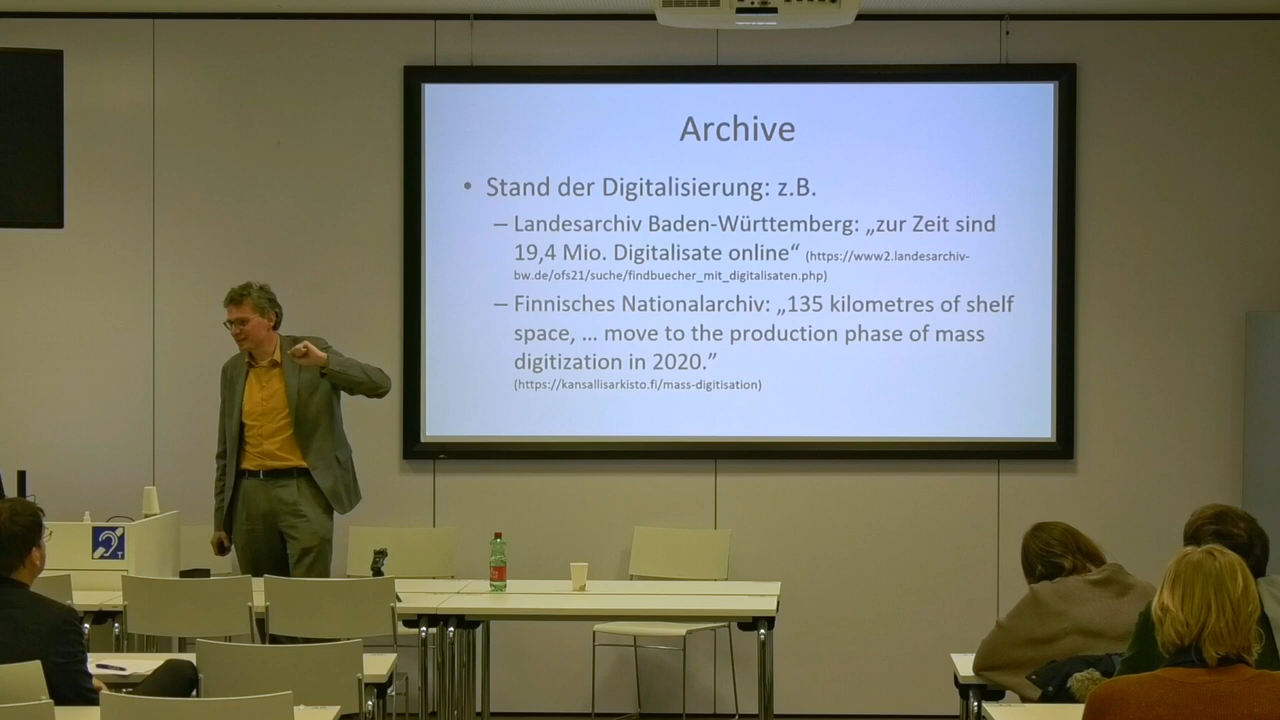 Archive
• Stand der Digitalisierung: z.B.
– Landesarchiv Baden-Württemberg: „zur Zeit sind
19,4 Mio. Digitalisate online“ (https://www2.landesarchiv-
bw.de/ofs21/suche/findbuecher_mit_digitalisaten.php)
– Finnisches Nationalarchiv: „135 kilometres of shelf
space, … move to the production phase of mass
digitization in 2020.”
(https://kansallisarkisto.fi/mass-digitisation)
T